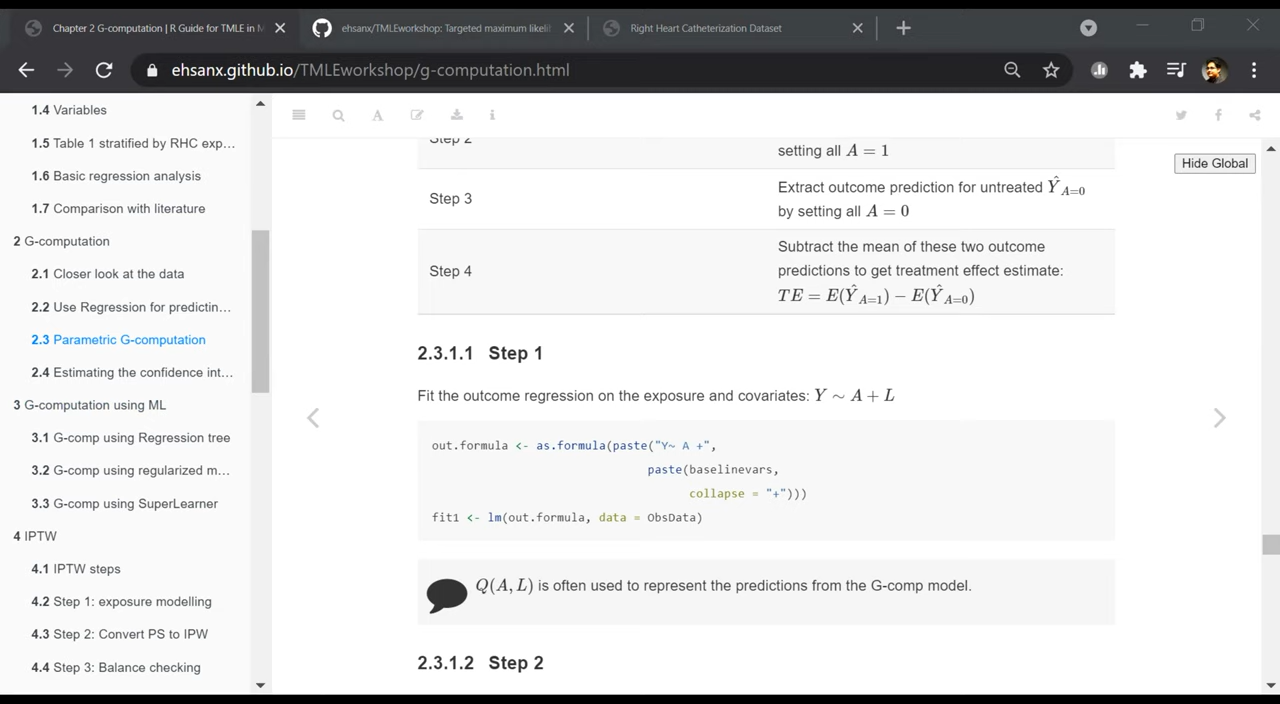 Chapter 2 G-computation | R Guide for TMLE in M
ehsanx/TMLEworkshop: Targeted maximum likeli
Right Heart Catheterization Dataset
ehsanx.github.io/TMLEworkshop/g-computation.html
1.4 Variables
1.5 Table 1 stratified by RHC exp...
1.6 Basic regression analysis
1.7 Comparison with literature
2 G-computation
2.1 Closer look at the data
2.2 Use Regression for predictin...
2.3 Parametric G-computation
2.4 Estimating the confidence int...
3 G-computation using ML
3.1 G-comp using Regression tree
3.2 G-comp using regularized m...
3.3 G-comp using SuperLearner
4 IPTW
4.1 IPTW steps
4.2 Step 1: exposure modelling
4.3 Step 2: Convert PS to IPW
4.4 Step 3: Balance checking
A
i
Hide Global
Step 2
setting all A = 1
Step 3
Extract outcome prediction for untreated Ŷ_{A=0}
by setting all A = 0
Step 4
Subtract the mean of these two outcome
predictions to get treatment effect estimate:
TE = E(Ŷ_{A=1}) − E(Ŷ_{A=0})
2.3.1.1 Step 1
Fit the outcome regression on the exposure and covariates: Y ∼ A + L
out.formula <- as.formula(paste("Y~ A +",
paste(baselinevars,
collapse = "+")))
fit1 <- lm(out.formula, data = ObsData)
Q(A, L) is often used to represent the predictions from the G-comp model.
2.3.1.2 Step 2